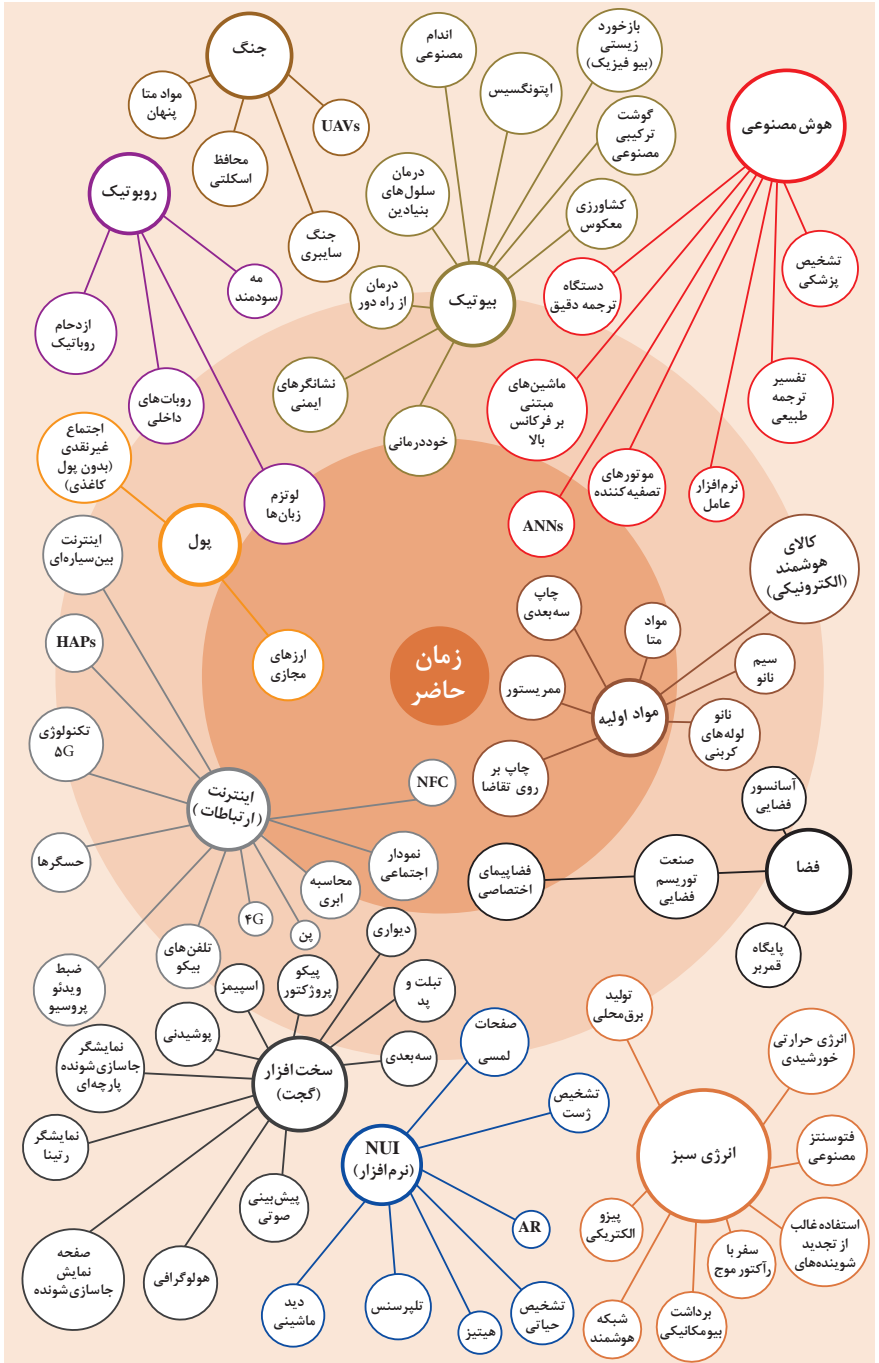 جنگ
مواد متا
پنهان
محافظ
اسکلتی
UAVs
جنگ
سایبری
روبوتیک
مه
سودمند
ازدحام
روباتیک
روبات‌های
داخلی
لوتزم
زبان‌ها
اندام
مصنوعی
اپتونگسیس
بازخورد
زیستی
(بیو فیزیک)
گوشت
ترکیبی
مصنوعی
کشاورزی
معکوس
درمان
سلول‌های
بنیادین
درمان
از راه دور
بیوتیک
نشانگرهای
ایمنی
خوددرمانی
هوش مصنوعی
تشخیص
پزشکی
دستگاه
ترجمه دقیق
تفسیر
ترجمه
طبیعی
ماشین‌های
مبتنی
بر فرکانس
بالا
موتورهای
تصفیه‌کننده
نرم‌افزار
عامل
ANNs
اجتماع
غیرنقدی
(بدون پول
کاغذی)
پول
ارزهای
مجازی
زمان
حاضر
کالای
هوشمند
(الکترونیکی)
چاپ
سه‌بعدی
مواد
متا
سیم
نانو
ممریستور
مواد اولیه
نانو
لوله‌های
کربنی
چاپ بر
روی تقاضا
اینترنت
بین‌سیاره‌ای
HAPs
تکنولوژی
۵G
اینترنت
(ارتباطات)
NFC
حسگرها
نمودار
اجتماعی
محاسبه
ابری
۴G
پن
تلفن‌های
بیکو
ضبط
ویدئو
پروسیو
آسانسور
فضایی
فضا
صنعت
توریسم
فضایی
فضاپیمای
اختصاصی
پایگاه
قمربر
دیواری
پیکو
پروژکتور
اسپیمز
تبلت و
پد
پوشیدنی
سه‌بعدی
نمایشگر
جاسازی‌شونده
پارچه‌ای
سخت‌افزار
(گجت)
نمایشگر
رتینا
پیش‌بینی
صوتی
صفحه
نمایش
جاسازی‌شونده
هولوگرافی
صفحات
لمسی
تشخیص
ژست
NUI
(نرم‌افزار)
AR
دید
ماشینی
تلپرسنس
هپتیز
تشخیص
حیاتی
تولید
برق‌محلی
انرژی حرارتی
خورشیدی
انرژی سبز
فتوسنتز
مصنوعی
پیزو
الکتریکی
استفاده غالب
از تجدید
شوینده‌های
سفر با
رآکتور موج
شبکه
هوشمند
برداشت
بیومکانیکی